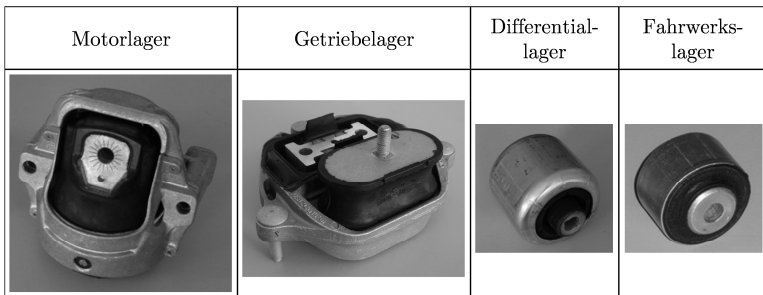 Motorlager
Getriebelager
Differential-
lager
Fahrwerks-
lager